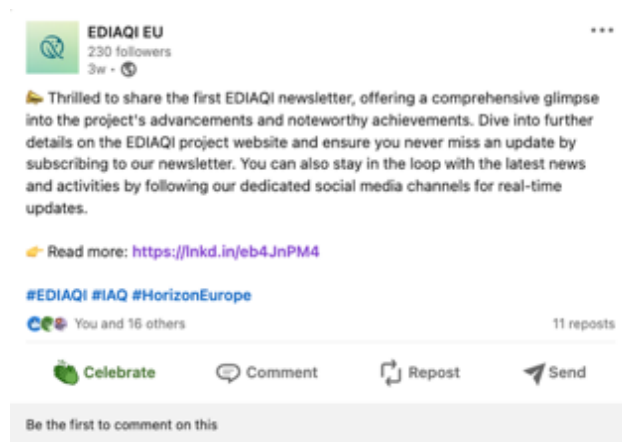 EDIAQI EU
230 followers
3w •
Thrilled to share the first EDIAQI newsletter, offering a comprehensive glimpse
into the project's advancements and noteworthy achievements. Dive into further
details on the EDIAQI project website and ensure you never miss an update by
subscribing to our newsletter. You can also stay in the loop with the latest news
and activities by following our dedicated social media channels for real-time
updates.
👉 Read more: https://lnkd.in/eb4JnPM4
#EDIAQI #IAQ #HorizonEurope
You and 16 others
11 reposts
Celebrate
Comment
Repost
Send
Be the first to comment on this